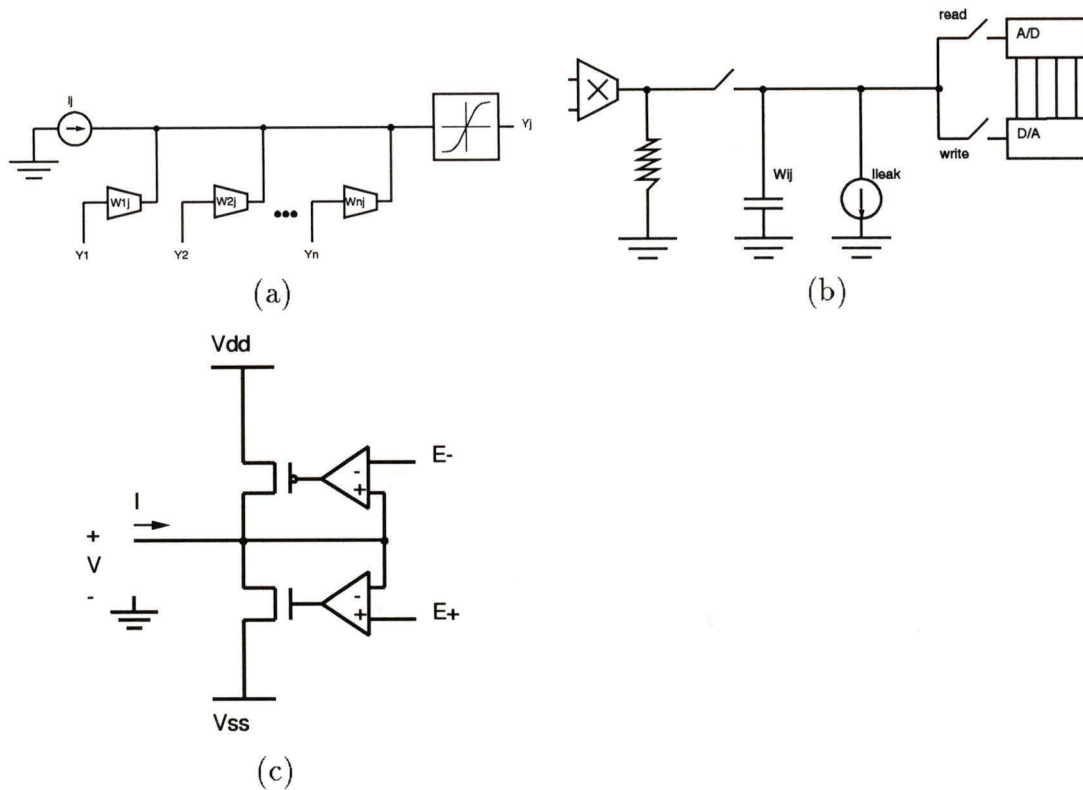 Ij
Yj
W1j
W2j
Wnj
Y1
Y2
Yn
(a)
read
A/D
D/A
write
Wij
Ileak
(b)
Vdd
E-
-
+
I
+
V
-
-
+
E+
Vss
(c)